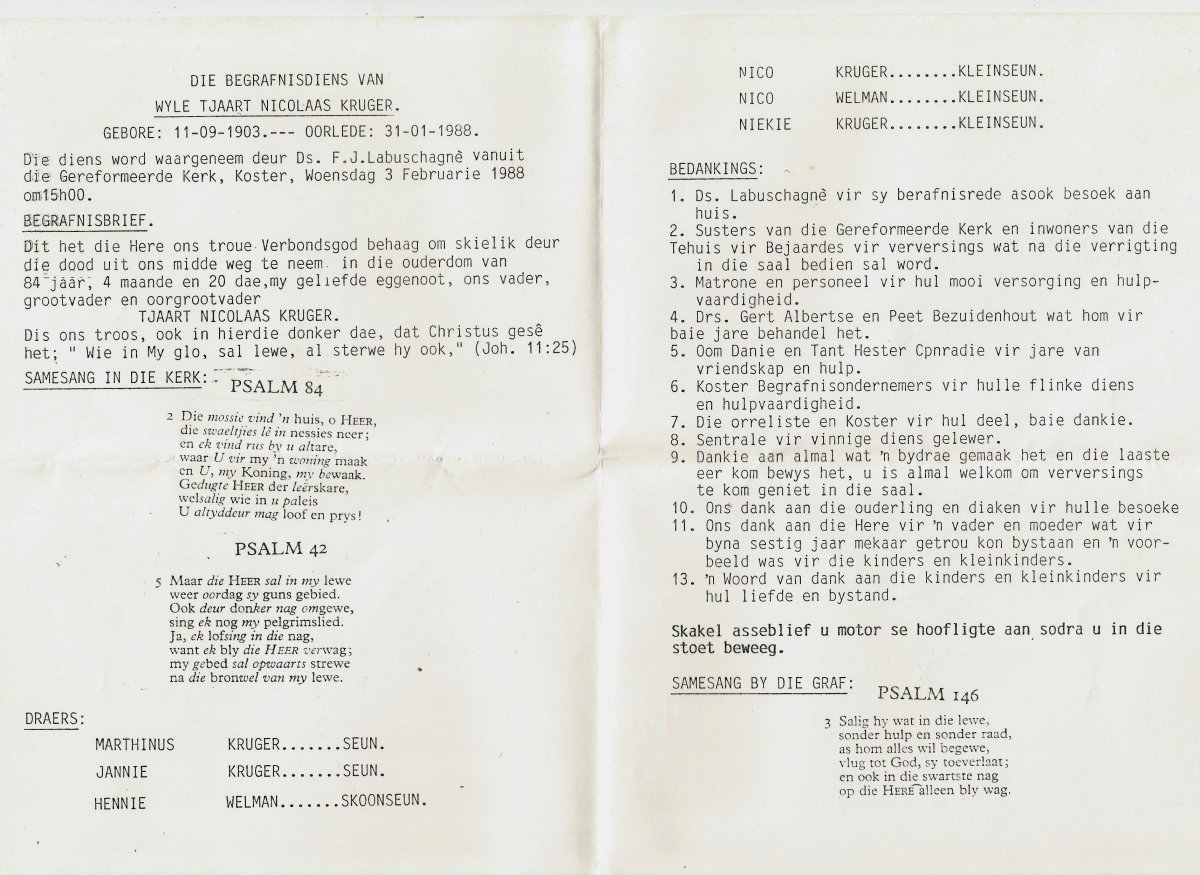 DIE BEGRAFNISDIENS VAN
WYLE TJAART NICOLAAS KRUGER.
GEBORE: 11-09-1903.--- OORLEDE: 31-01-1988.
Die diens word waargeneem deur Ds. F.J.Labuschagnè vanuit
die Gereformeerde Kerk, Koster, Woensdag 3 Februarie 1988
om15h00.
BEGRAFNISBRIEF.
Dit het die Here ons troue Verbondsgod behaag om skielik deur
die dood uit ons midde weg te neem in die ouderdom van
84 jaar, 4 maande en 20 dae,my geliefde eggenoot, ons vader,
grootvader en oorgrootvader
TJAART NICOLAAS KRUGER.
Dis ons troos, ook in hierdie donker dae, dat Christus gesê
het; " Wie in My glo, sal lewe, al sterwe hy ook," (Joh. 11:25)
SAMESANG IN DIE KERK:
PSALM 84
2 Die mossie vind 'n huis, o HEER,
die swaeltjies lê in nessies neer;
en ek vind rus by u altare,
waar U vir my 'n woning maak
en U, my Koning, my bewaak.
Gedugte HEER der leërskare,
welsalig wie in u paleis
U altyddeur mag loof en prys!
PSALM 42
5 Maar die HEER sal in my lewe
weer oordag sy guns gebied.
Ook deur donker nag omgewe,
sing ek nog my pelgrimslied.
Ja, ek lofsing in die nag,
want ek bly die HEER verwag;
my gebed sal opwaarts strewe
na die bronwel van my lewe.
DRAERS:
MARTHINUS KRUGER.......SEUN.
JANNIE KRUGER.......SEUN.
HENNIE WELMAN.......SKOONSEUN.
NICO KRUGER........KLEINSEUN.
NICO WELMAN........KLEINSEUN.
NIEKIE KRUGER........KLEINSEUN.
BEDANKINGS:
1. Ds. Labuschagnè vir sy berafnisrede asook besoek aan
huis.
2. Susters van die Gereformeerde Kerk en inwoners van die
Tehuis vir Bejaardes vir verversings wat na die verrigting
in die saal bedien sal word.
3. Matrone en personeel vir hul mooi versorging en hulp-
vaardigheid.
4. Drs. Gert Albertse en Peet Bezuidenhout wat hom vir
baie jare behandel het.
5. Oom Danie en Tant Hester Cpnradie vir jare van
vriendskap en hulp.
6. Koster Begrafnisondernemers vir hulle flinke diens
en hulpvaardigheid.
7. Die orreliste en Koster vir hul deel, baie dankie.
8. Sentrale vir vinnige diens gelewer.
9. Dankie aan almal wat 'n bydrae gemaak het en die laaste
eer kom bewys het, u is almal welkom om verversings
te kom geniet in die saal.
10. Ons dank aan die ouderling en diaken vir hulle besoeke
11. Ons dank aan die Here vir 'n vader en moeder wat vir
byna sestig jaar mekaar getrou kon bystaan en 'n voor-
beeld was vir die kinders en kleinkinders.
13. 'n Woord van dank aan die kinders en kleinkinders vir
hul liefde en bystand.
Skakel asseblief u motor se hoofligte aan sodra u in die
stoet beweeg.
SAMESANG BY DIE GRAF:
PSALM 146
3 Salig hy wat in die lewe,
sonder hulp en sonder raad,
as hom alles wil begewe,
vlug tot God, sy toeverlaat;
en ook in die swartste nag
op die HERE alleen bly wag.